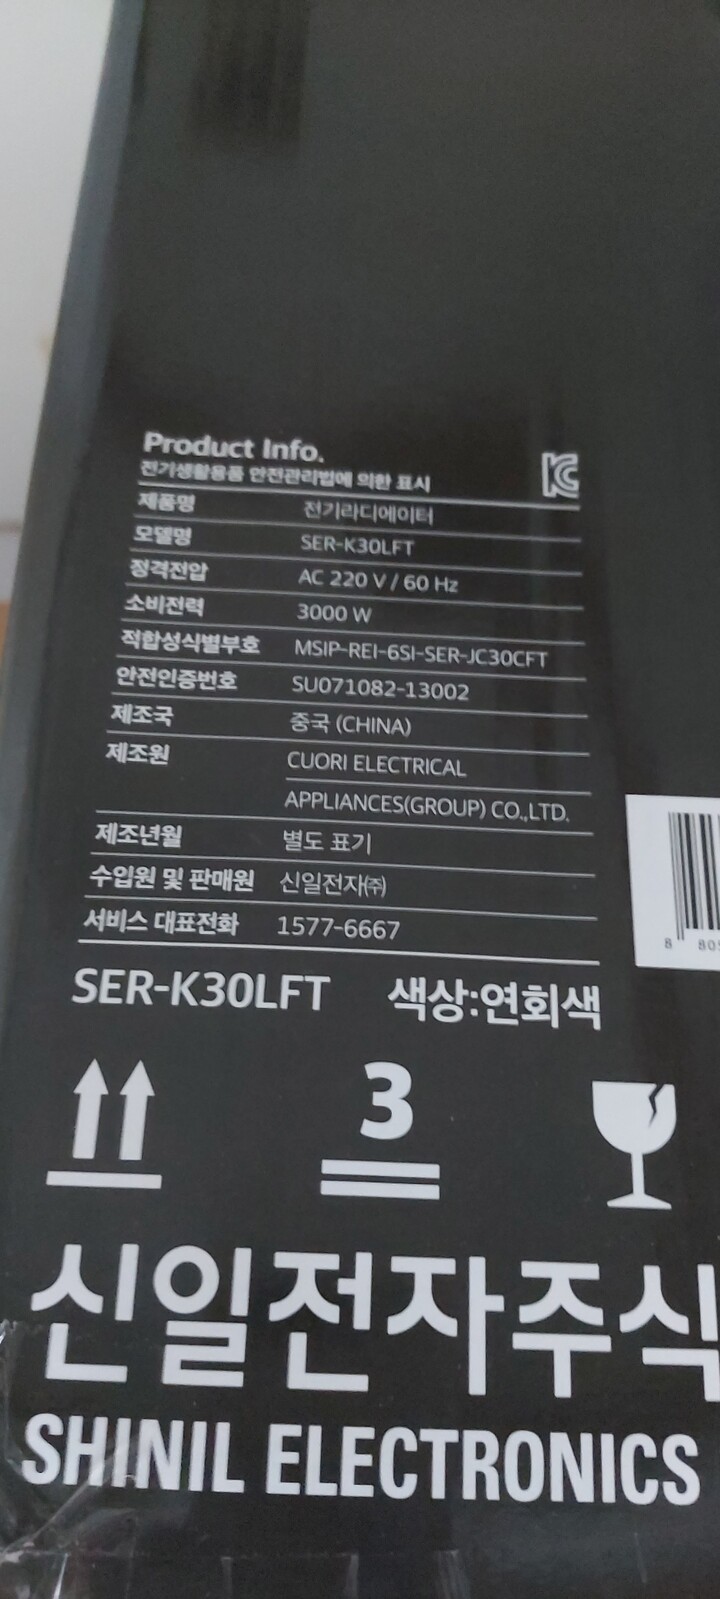 Product Info.
전기생활용품 안전관리법에 의한 표시
제품명 전기라디에이터
모델명 SER-K30LFT
정격전압 AC 220 V / 60 Hz
소비전력 3000 W
적합성식별부호 MSIP-REI-6SI-SER-JC30CFT
안전인증번호 SU071082-13002
제조국 중국 (CHINA)
제조원 CUORI ELECTRICAL
APPLIANCES(GROUP) CO.,LTD.
제조년월 별도 표기
수입원 및 판매원 신일전자㈜
서비스 대표전화 1577-6667
SER-K30LFT 색상:연회색
8 80
3
신일전자주식
SHINIL ELECTRONICS